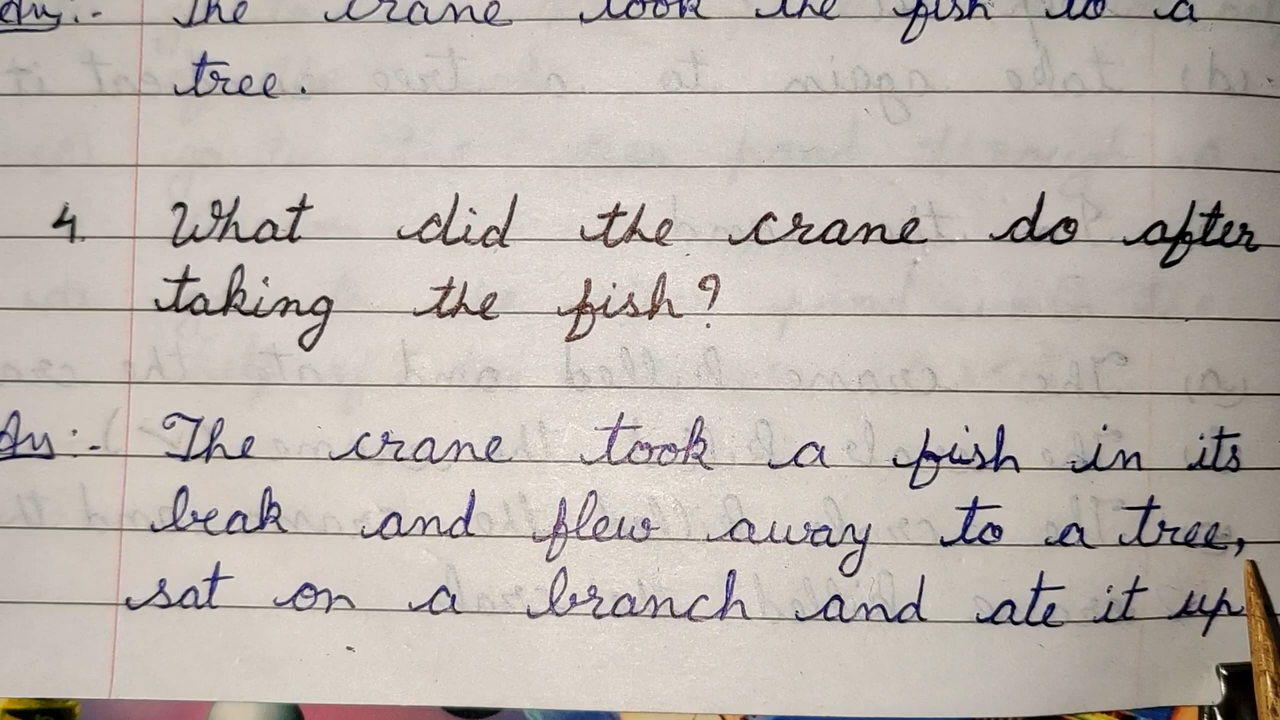 Ans:- The crane took the fish to a
tree.
4. What did the crane do after
taking the fish?
Ans:- The crane took a fish in its
beak and flew away to a tree,
sat on a branch and ate it up